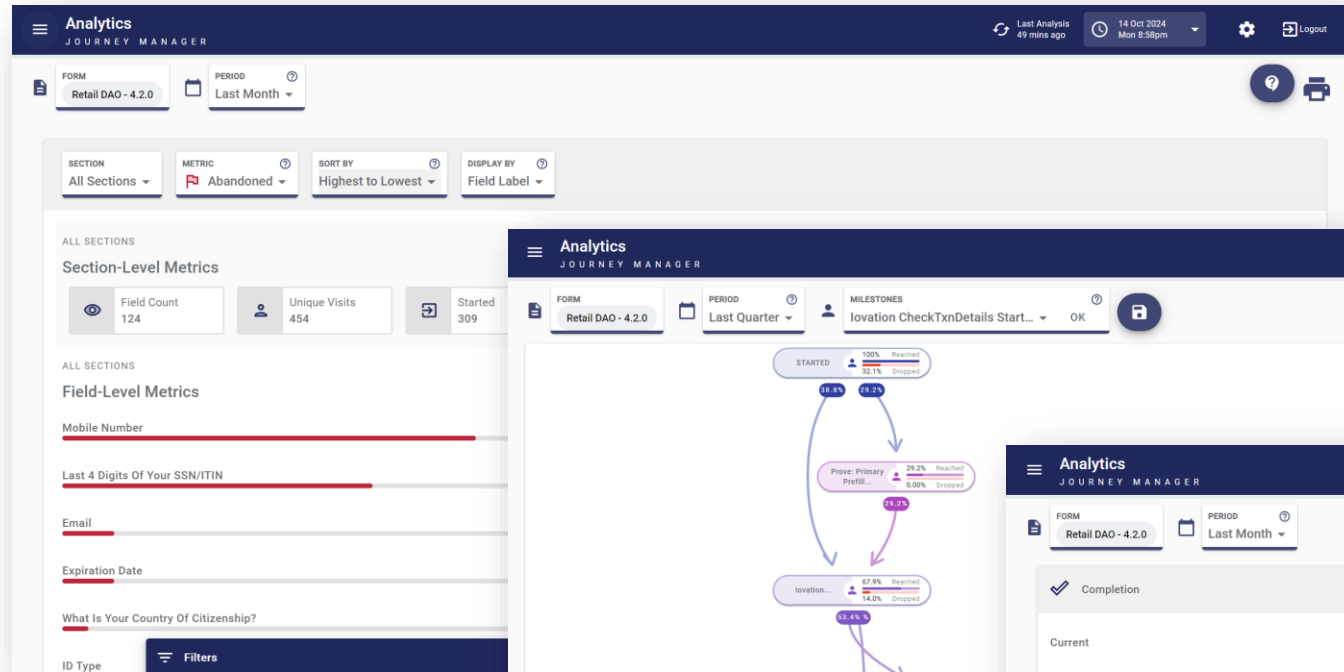 Analytics
JOURNEY MANAGER
Last Analysis
49 mins ago
14 Oct 2024
Mon 8:58pm
Logout
FORM
Retail DAO - 4.2.0
PERIOD
Last Month
SECTION
All Sections
METRIC
Abandoned
SORT BY
Highest to Lowest
DISPLAY BY
Field Label
ALL SECTIONS
Section-Level Metrics
Field Count
124
Unique Visits
454
Started
309
ALL SECTIONS
Field-Level Metrics
Mobile Number
Last 4 Digits Of Your SSN/ITIN
Email
Expiration Date
What Is Your Country Of Citizenship?
ID Type
Filters
Analytics
JOURNEY MANAGER
FORM
Retail DAO - 4.2.0
PERIOD
Last Quarter
MILESTONES
Iovation CheckTxnDetails Start...
OK
STARTED
100% Reached
32.1% Dropped
38.8%
29.2%
Prove: Primary
Prefill...
29.2% Reached
0.00% Dropped
29.2%
Iovation...
67.9% Reached
14.0% Dropped
53.4% %
Analytics
JOURNEY MANAGER
FORM
Retail DAO - 4.2.0
PERIOD
Last Month
Completion
Current